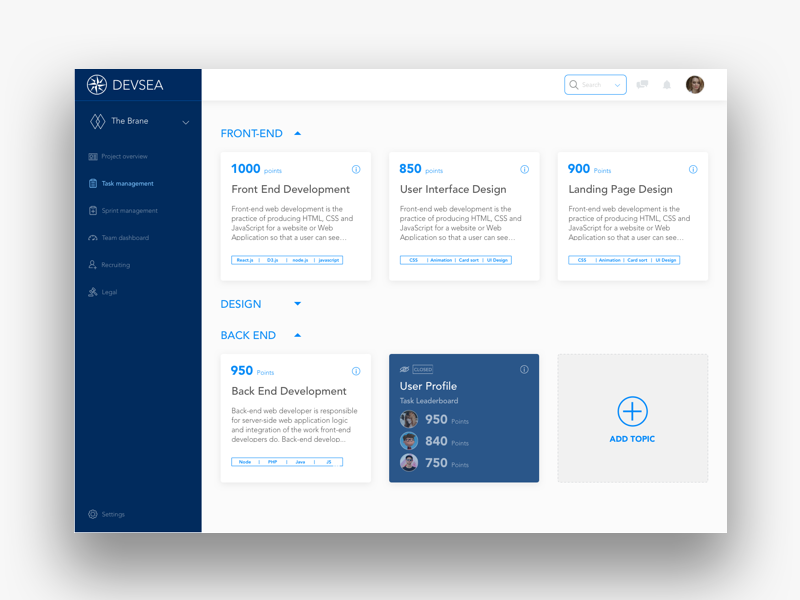 DEVSEA
Search
The Brane
Project overview
Task management
Sprint management
Team dashboard
Recruiting
Legal
Settings
FRONT-END
1000 points
Front End Development
Front-end web development is the
practice of producing HTML, CSS and
JavaScript for a website or Web
Application so that a user can see...
React.js | D3.js | node.js | javascript
850 points
User Interface Design
Front-end web development is the
practice of producing HTML, CSS and
JavaScript for a website or Web
Application so that a user can see...
CSS | Animation | Card sort | UI Design
900 Points
Landing Page Design
Front-end web development is the
practice of producing HTML, CSS and
JavaScript for a website or Web
Application so that a user can see...
CSS | Animation | Card sort | UI Design
DESIGN
BACK END
950 Points
Back End Development
Back-end web developer is responsible
for server-side web application logic
and integration of the work front-end
developers do. Back-end develop...
Node | PHP | Java | JS
CLOSED
User Profile
Task Leaderboard
950 Points
840 Points
750 Points
ADD TOPIC